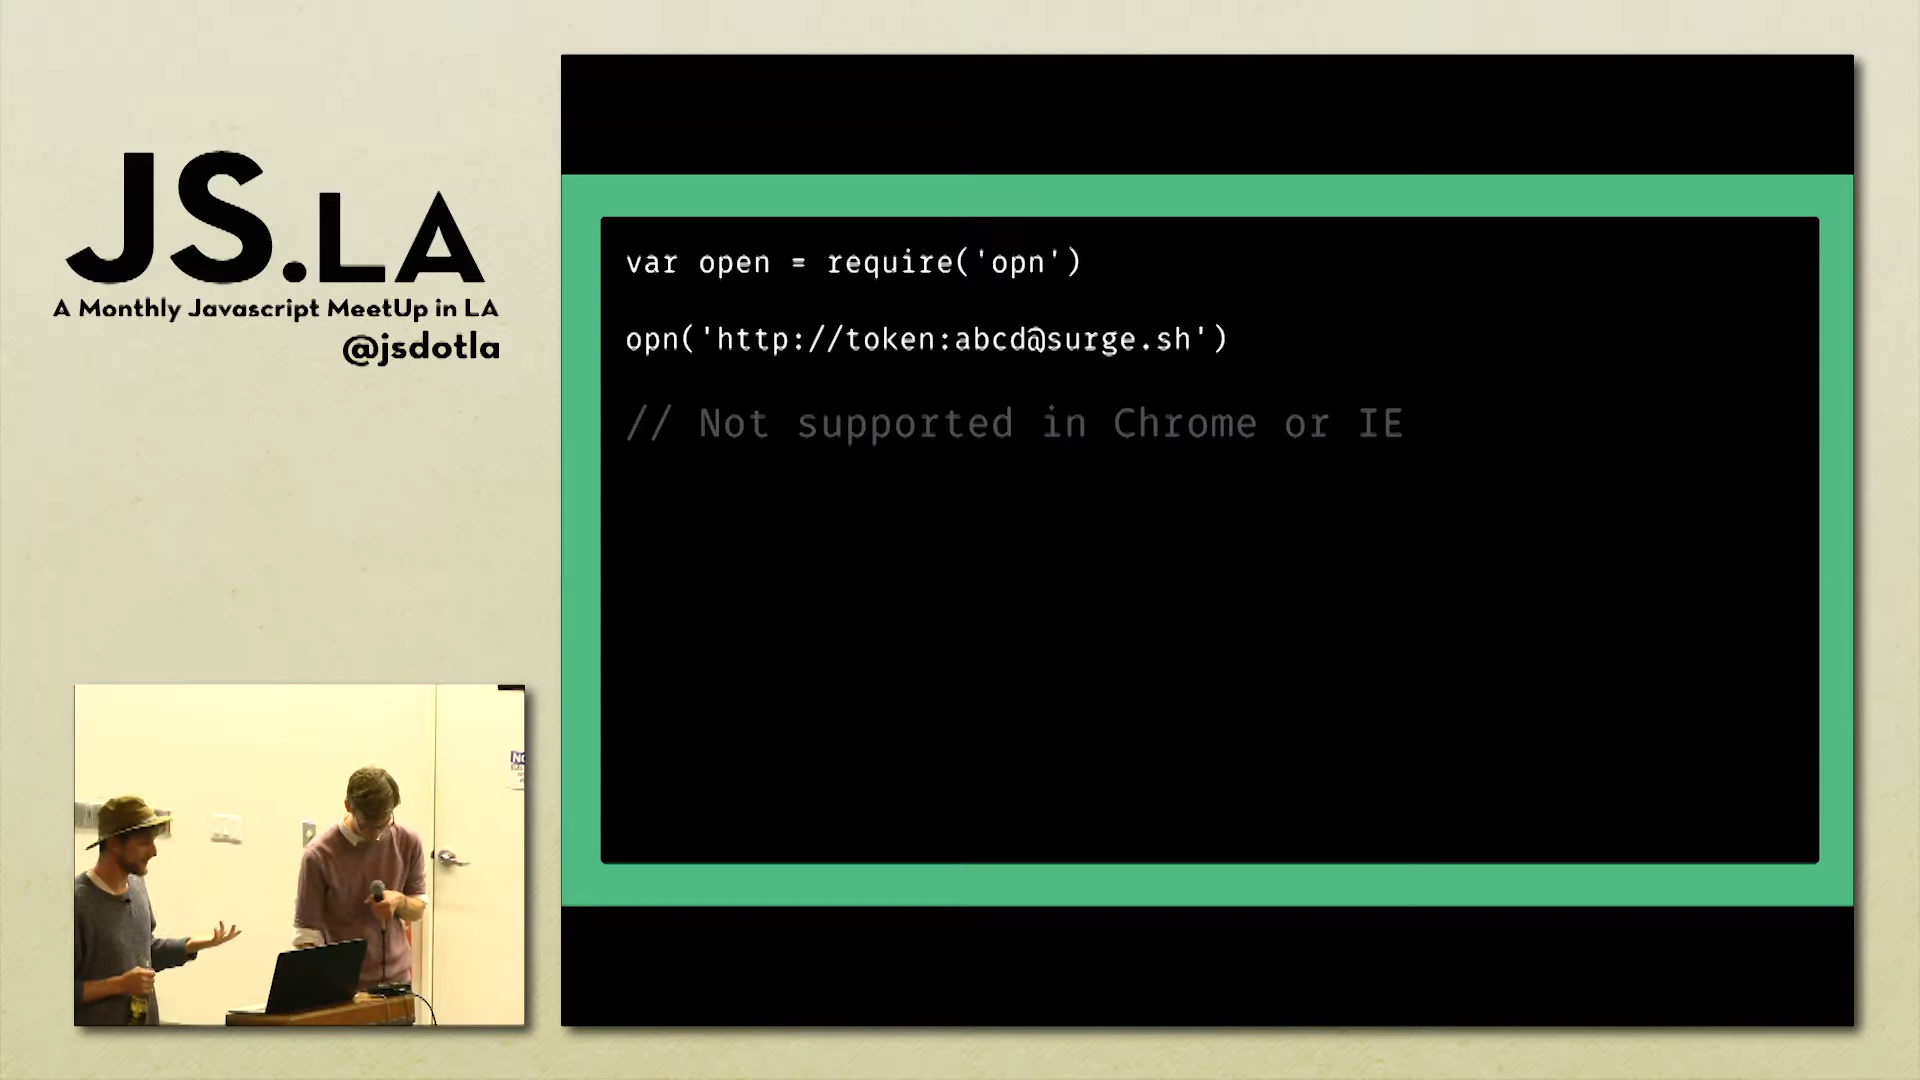 JS.LA
A Monthly Javascript MeetUp in LA
@jsdotla
var open = require('opn')
opn('http://token:abcd@surge.sh')
// Not supported in Chrome or IE